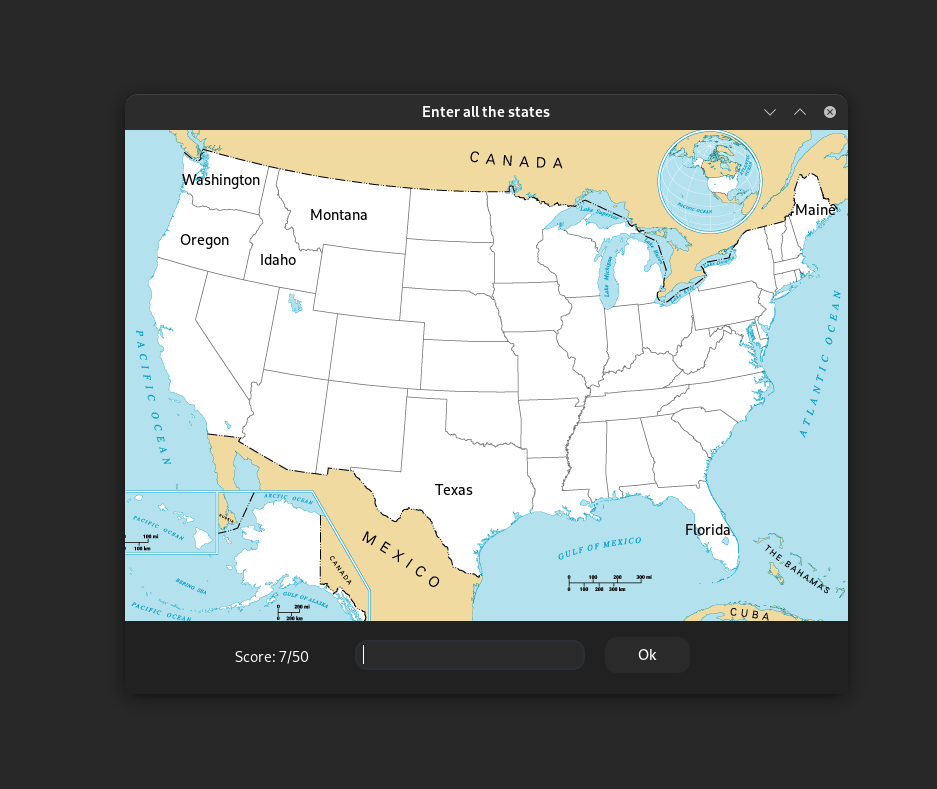 Enter all the states
CANADA
Washington
Montana
Maine
Oregon
Idaho
Lake Superior
Lake Michigan
PACIFIC OCEAN
PACIFIC OCEAN
ATLANTIC OCEAN
Texas
ARCTIC OCEAN
PACIFIC OCEAN
100 mi
100 km
Florida
MEXICO
GULF OF MEXICO
CANADA
THE BAHAMAS
0 100 200 300 mi
0 100 200 300 km
BERING SEA
GULF OF ALASKA
PACIFIC OCEAN
0 200 mi
0 200 km
CUBA
Score: 7/50
Ok